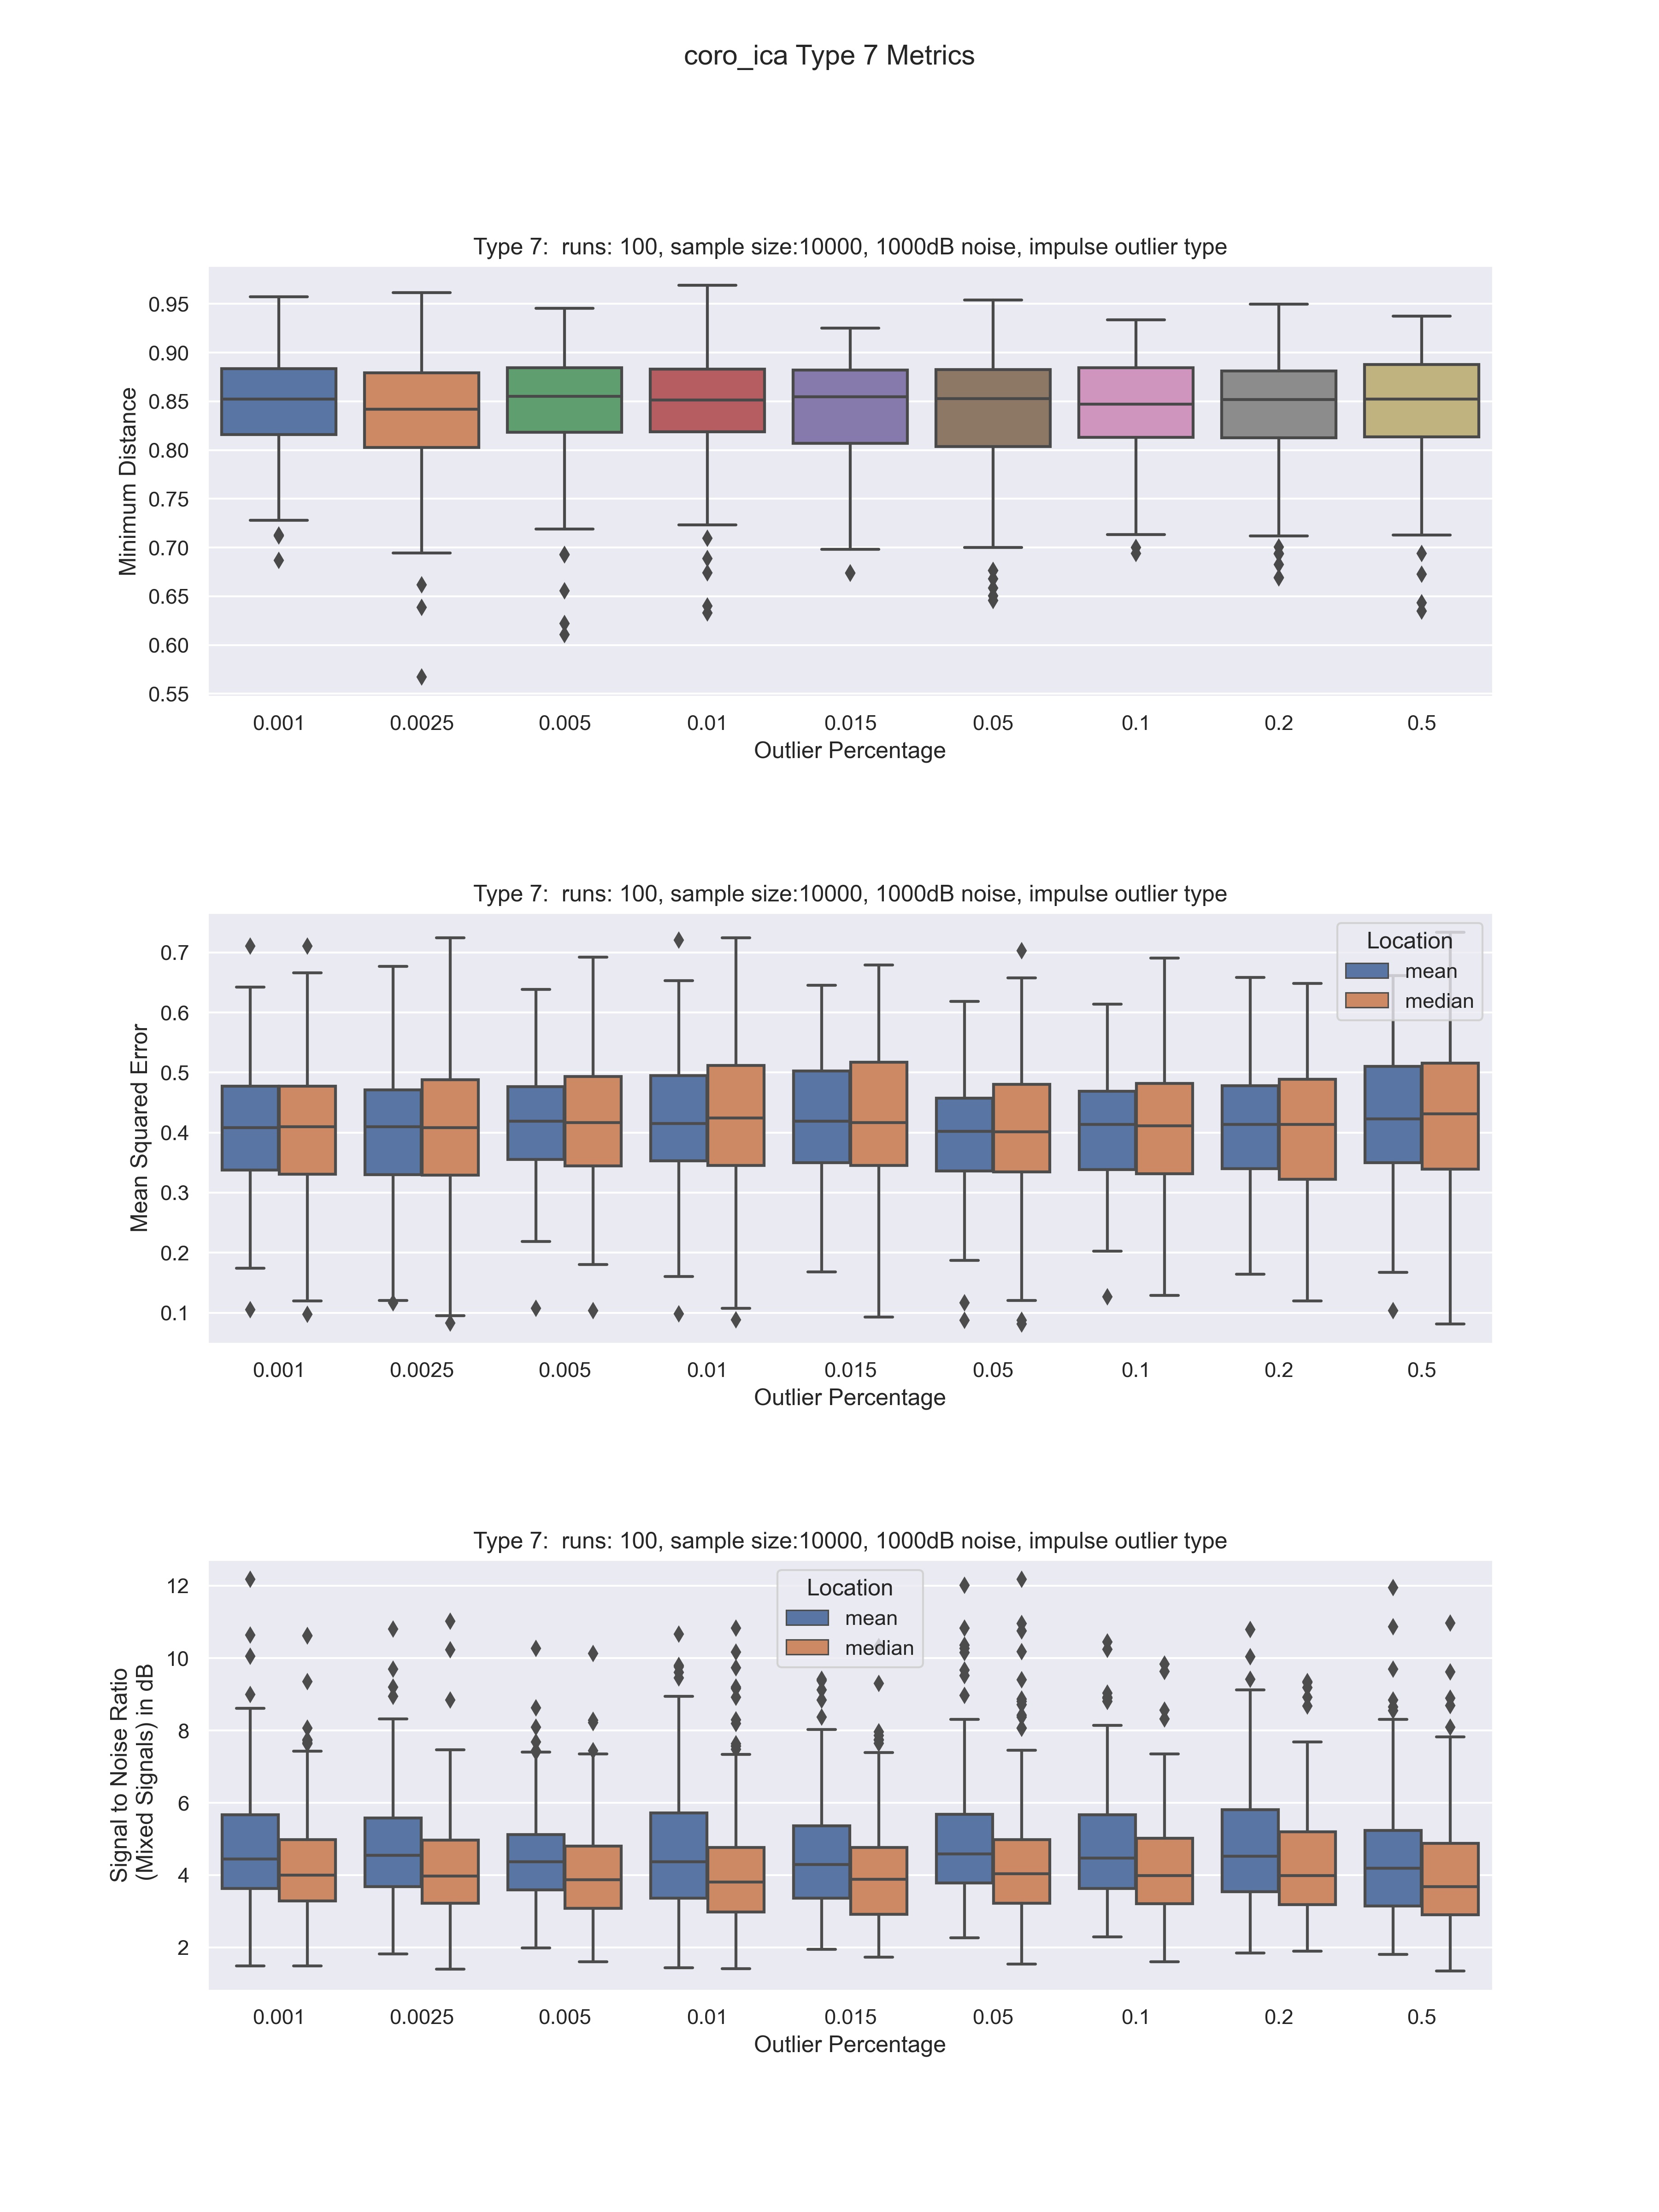 coro_ica Type 7 Metrics
Type 7:  runs: 100, sample size:10000, 1000dB noise, impulse outlier type
0.95
0.90
0.85
0.80
0.75
0.70
0.65
0.60
0.55
Minimum Distance
0.001 0.0025 0.005 0.01 0.015 0.05 0.1 0.2 0.5
Outlier Percentage
Type 7:  runs: 100, sample size:10000, 1000dB noise, impulse outlier type
Location
mean
median
0.7
0.6
0.5
0.4
0.3
0.2
0.1
Mean Squared Error
0.001 0.0025 0.005 0.01 0.015 0.05 0.1 0.2 0.5
Outlier Percentage
Type 7:  runs: 100, sample size:10000, 1000dB noise, impulse outlier type
Location
mean
median
12
10
8
6
4
2
Signal to Noise Ratio
(Mixed Signals) in dB
0.001 0.0025 0.005 0.01 0.015 0.05 0.1 0.2 0.5
Outlier Percentage